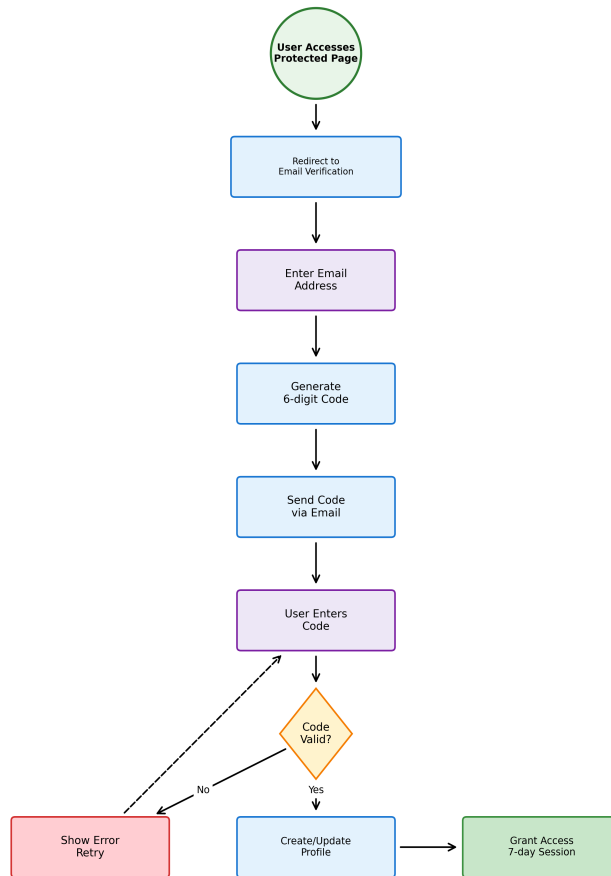 User Accesses
Protected Page
Redirect to
Email Verification
Enter Email
Address
Generate
6-digit Code
Send Code
via Email
User Enters
Code
Code
Valid?
No
Yes
Show Error
Retry
Create/Update
Profile
Grant Access
7-day Session